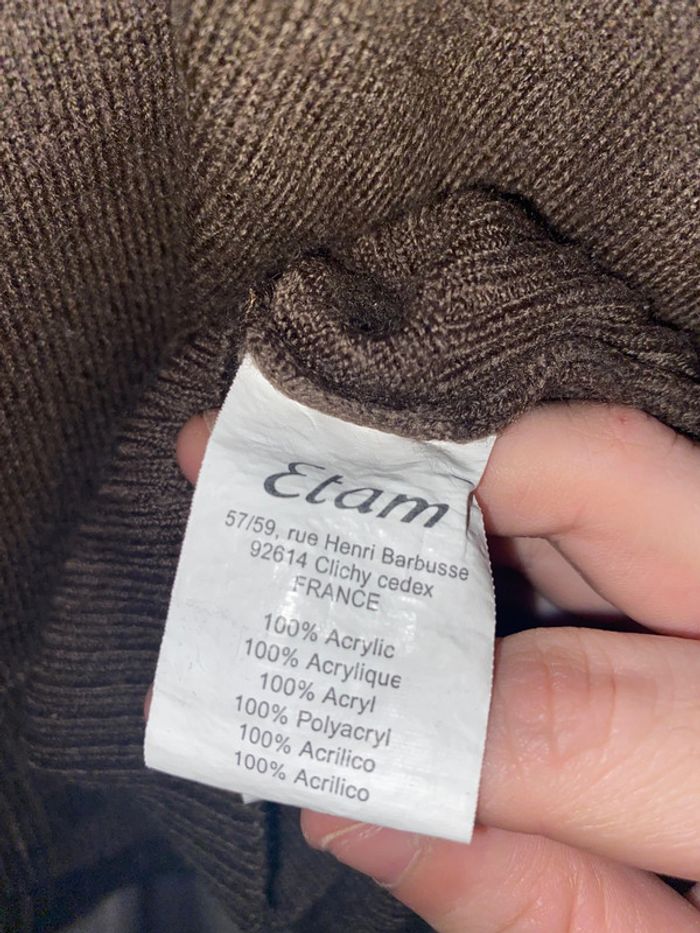 Etam
57/59, rue Henri Barbusse
92614 Clichy cedex
FRANCE
100% Acrylic
100% Acrylique
100% Acryl
100% Polyacryl
100% Acrilico
100% Acrilico